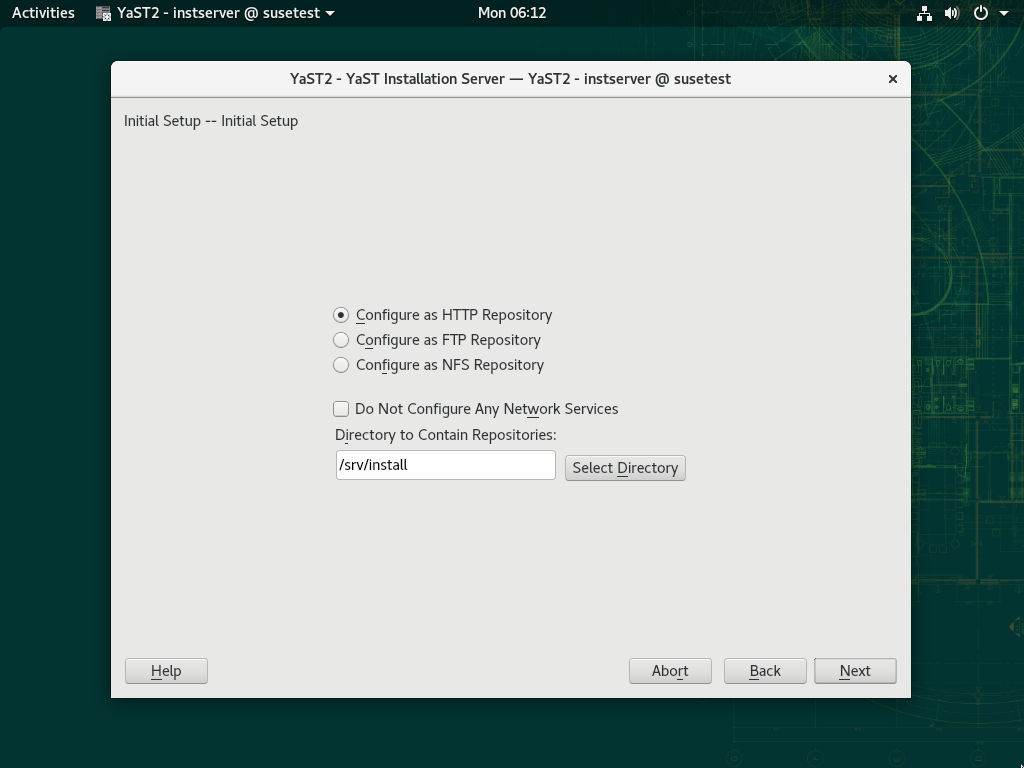 Activities YaST2 - instserver @ susetest Mon 06:12
YaST2 - YaST Installation Server — YaST2 - instserver @ susetest
Initial Setup -- Initial Setup
Configure as HTTP Repository
Configure as FTP Repository
Configure as NFS Repository
Do Not Configure Any Network Services
Directory to Contain Repositories:
/srv/install Select Directory
Help Abort Back Next